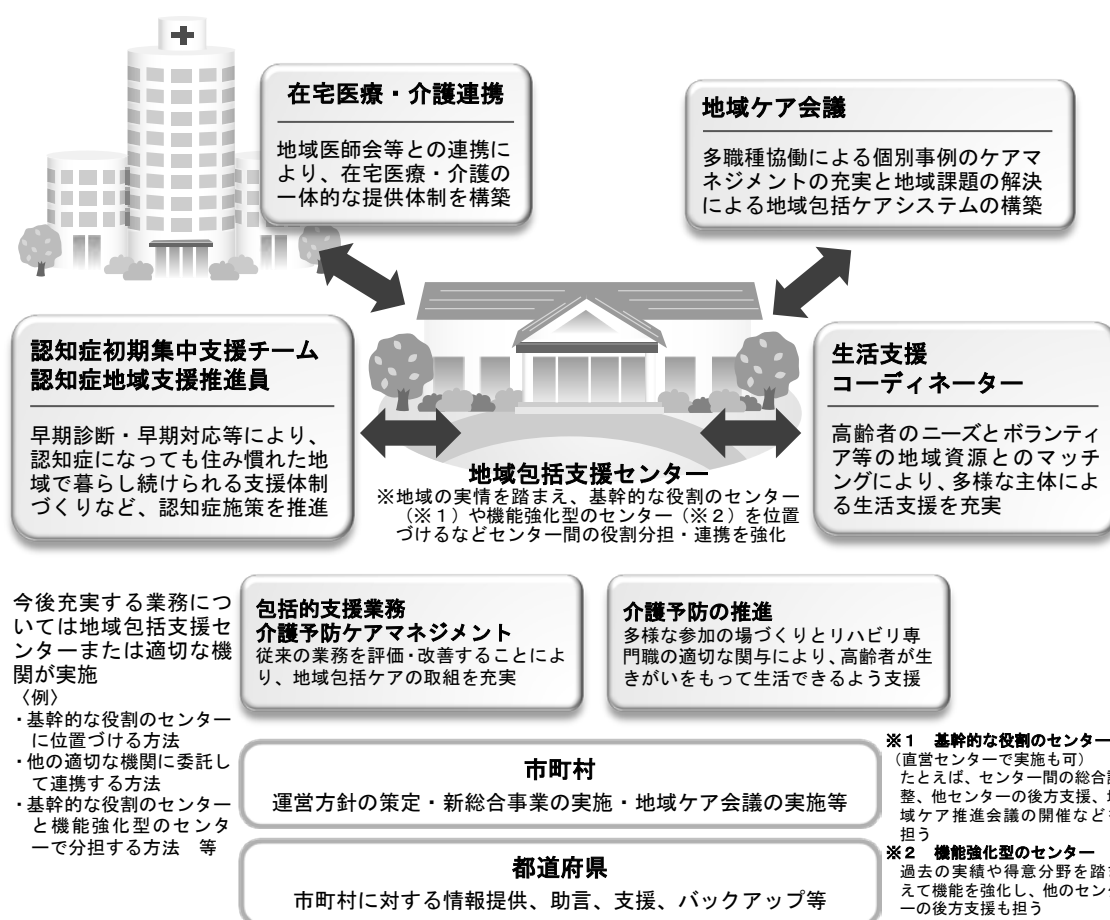 在宅医療・介護連携
地域医師会等との連携に
より、在宅医療・介護の
一体的な提供体制を構築
地域ケア会議
多職種協働による個別事例のケアマ
ネジメントの充実と地域課題の解決
による地域包括ケアシステムの構築
認知症初期集中支援チーム
認知症地域支援推進員
早期診断・早期対応等により、
認知症になっても住み慣れた地
域で暮らし続けられる支援体制
づくりなど、認知症施策を推進
生活支援
コーディネーター
高齢者のニーズとボランティ
ア等の地域資源とのマッチ
ングにより、多様な主体によ
る生活支援を充実
地域包括支援センター
※地域の実情を踏まえ、基幹的な役割のセンター
（※１）や機能強化型のセンター（※２）を位置
づけるなどセンター間の役割分担・連携を強化
今後充実する業務につ
いては地域包括支援セ
ンターまたは適切な機
関が実施
〈例〉
・基幹的な役割のセンター
に位置づける方法
・他の適切な機関に委託し
て連携する方法
・基幹的な役割のセンター
と機能強化型のセンタ
ーで分担する方法　等
包括的支援業務
介護予防ケアマネジメント
従来の業務を評価・改善することによ
り、地域包括ケアの取組を充実
介護予防の推進
多様な参加の場づくりとリハビリ専
門職の適切な関与により、高齢者が生
きがいをもって生活できるよう支援
市町村
運営方針の策定・新総合事業の実施・地域ケア会議の実施等
都道府県
市町村に対する情報提供、助言、支援、バックアップ等
※１　基幹的な役割のセンター
（直営センターで実施も可）
たとえば、センター間の総合
整、他センターの後方支援、
域ケア推進会議の開催など
担う
※２　機能強化型のセンター
過去の実績や得意分野を踏
えて機能を強化し、他のセン
ーの後方支援も担う